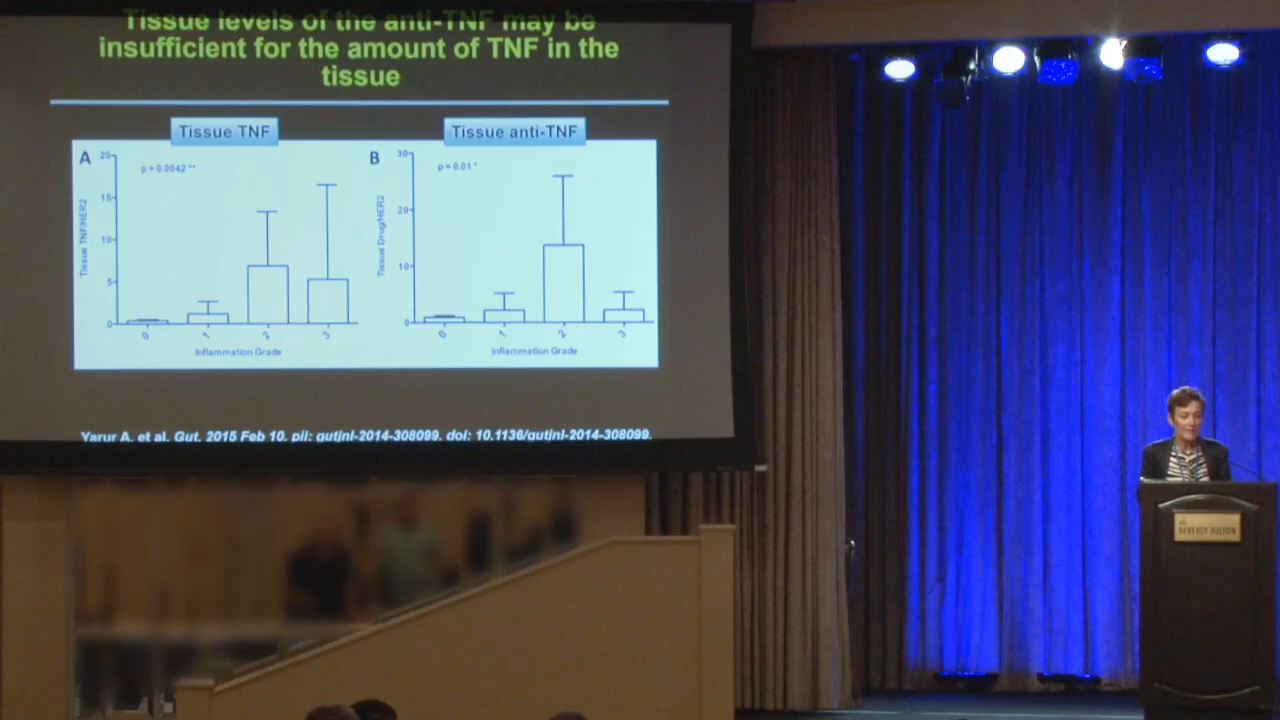 Tissue levels of the anti-TNF may be
insufficient for the amount of TNF in the
tissue
Tissue TNF
Tissue anti-TNF
A
p = 0.0042 **
Tissue TNF/HER2
20
15
10
5
0
0 1 2 3
Inflammation Grade
B
p = 0.01 *
Tissue Drug/HER2
30
20
10
0
0 1 2 3
Inflammation Grade
Yarur A. et al. Gut. 2015 Feb 10. pii: gutjnl-2014-308099. doi: 10.1136/gutjnl-2014-308099.
The
BEVERLY HILTON